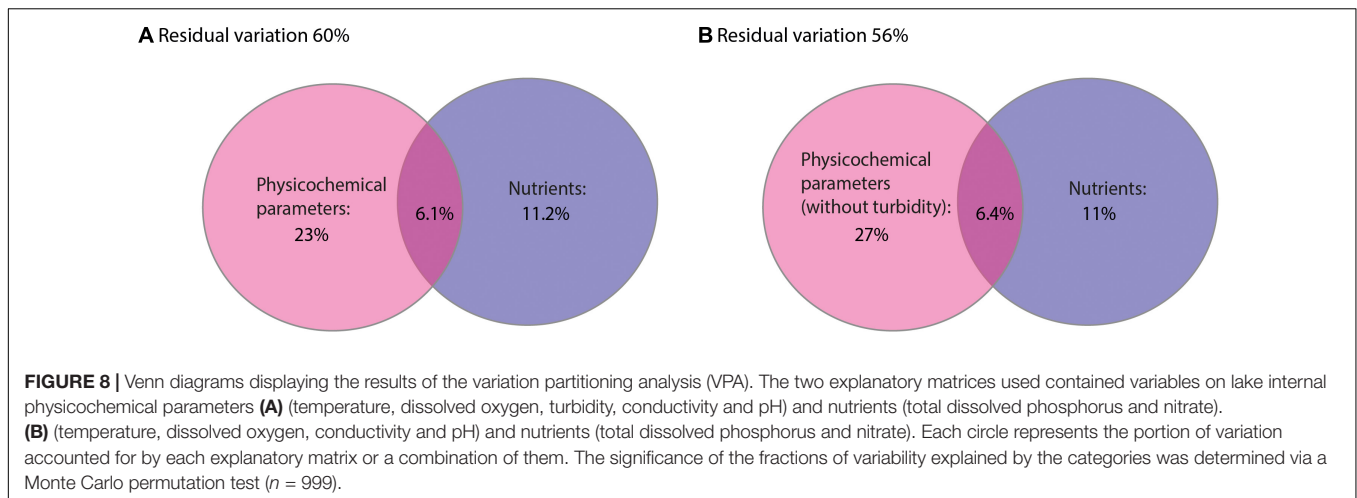 A Residual variation 60%
B Residual variation 56%
Physicochemical
parameters:
23%
6.1%
Nutrients:
11.2%
Physicochemical
parameters
(without turbidity):
27%
6.4%
Nutrients:
11%
FIGURE 8 | Venn diagrams displaying the results of the variation partitioning analysis (VPA). The two explanatory matrices used contained variables on lake internal
physicochemical parameters (A) (temperature, dissolved oxygen, turbidity, conductivity and pH) and nutrients (total dissolved phosphorus and nitrate).
(B) (temperature, dissolved oxygen, conductivity and pH) and nutrients (total dissolved phosphorus and nitrate). Each circle represents the portion of variation
accounted for by each explanatory matrix or a combination of them. The significance of the fractions of variability explained by the categories was determined via a
Monte Carlo permutation test (n = 999).